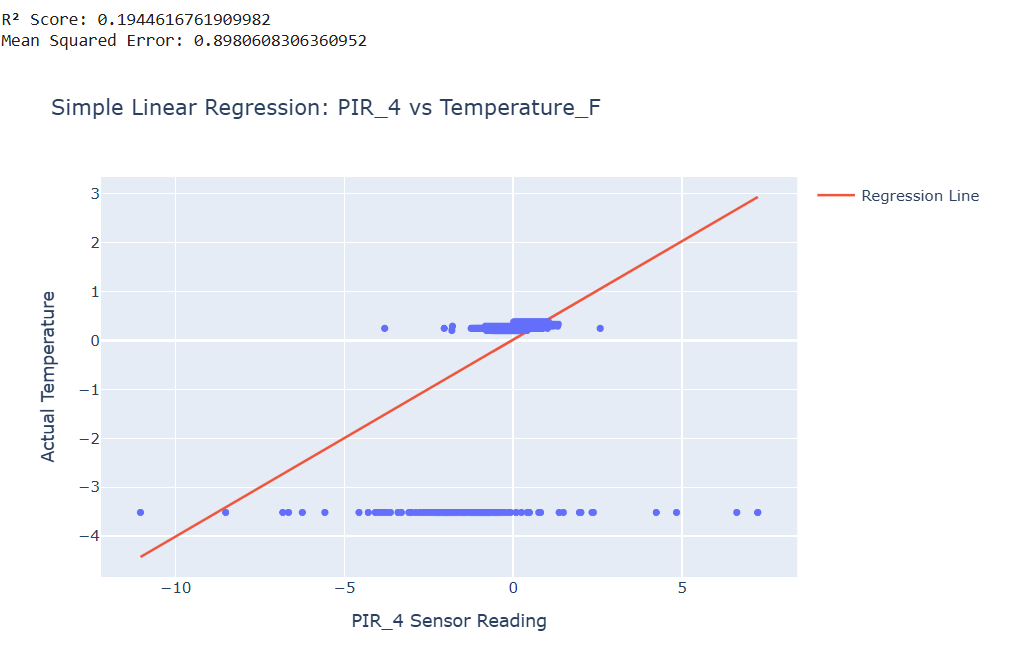 R² Score: 0.1944616761909982
Mean Squared Error: 0.8980608306360952
Simple Linear Regression: PIR_4 vs Temperature_F
Regression Line
Actual Temperature
3
2
1
0
−1
−2
−3
−4
−10
−5
0
5
PIR_4 Sensor Reading